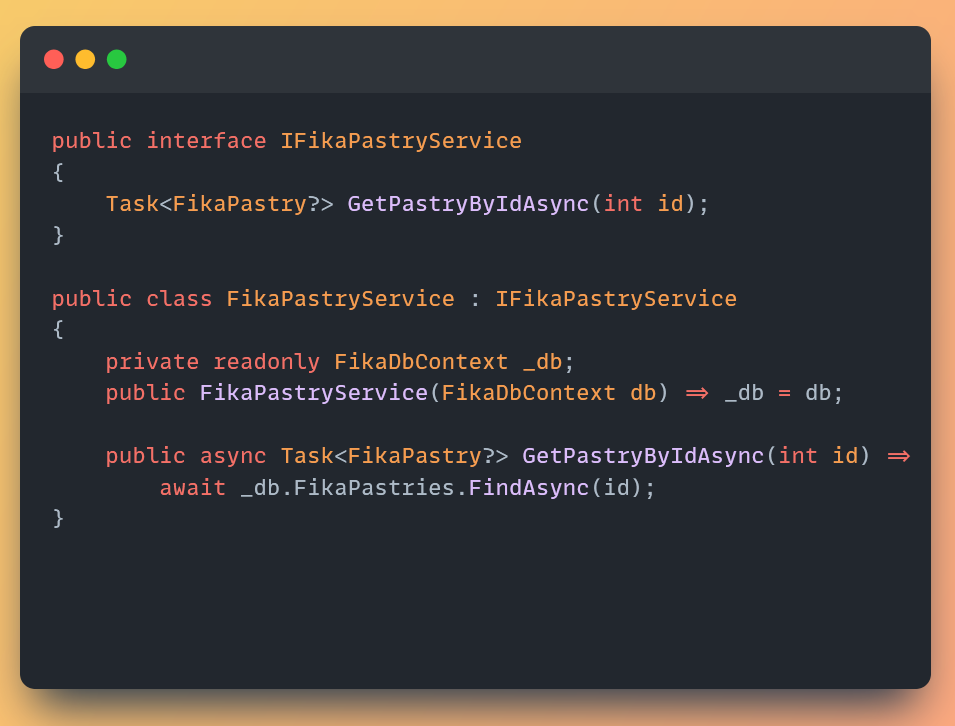 public interface IFikaPastryService
{
    Task<FikaPastry?> GetPastryByIdAsync(int id);
}

public class FikaPastryService : IFikaPastryService
{
    private readonly FikaDbContext _db;
    public FikaPastryService(FikaDbContext db) => _db = db;

    public async Task<FikaPastry?> GetPastryByIdAsync(int id) =>
        await _db.FikaPastries.FindAsync(id);
}